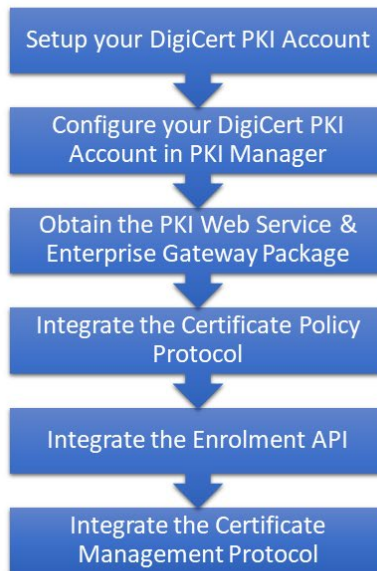 Setup your DigiCert PKI Account
Configure your DigiCert PKI
Account in PKI Manager
Obtain the PKI Web Service &
Enterprise Gateway Package
Integrate the Certificate Policy
Protocol
Integrate the Enrolment API
Integrate the Certificate
Management Protocol